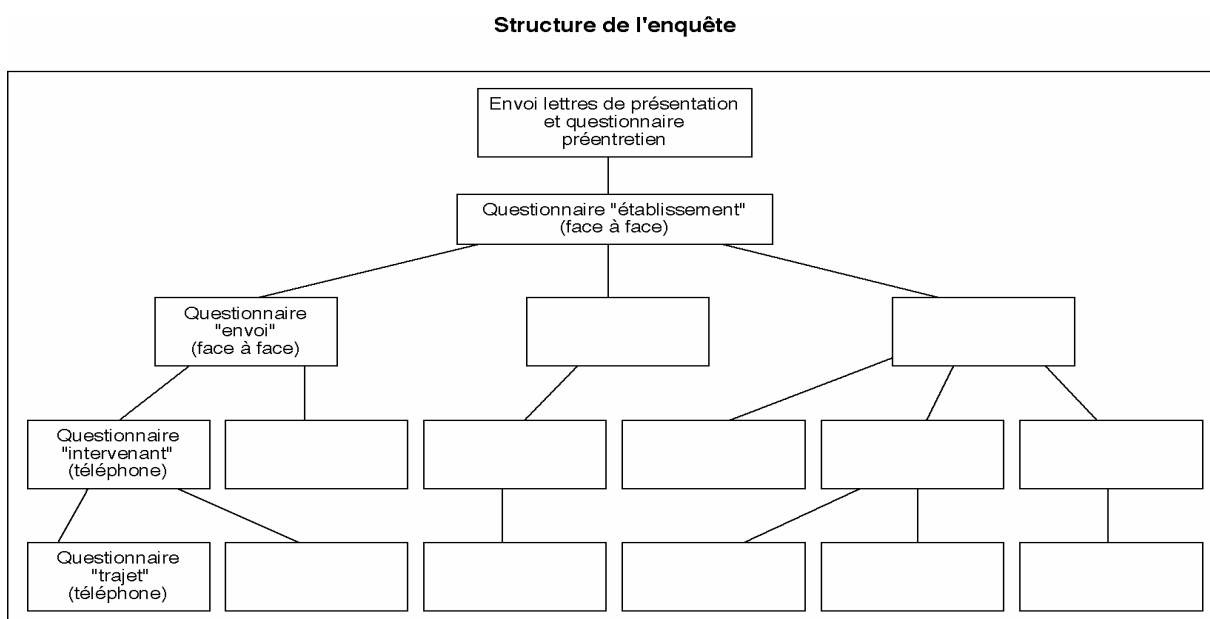 Structure de l'enquête
Envoi lettres de présentation
et questionnaire
préentretien
Questionnaire "établissement"
(face à face)
Questionnaire
"envoi"
(face à face)
Questionnaire
"intervenant"
(téléphone)
Questionnaire
"trajet"
(téléphone)